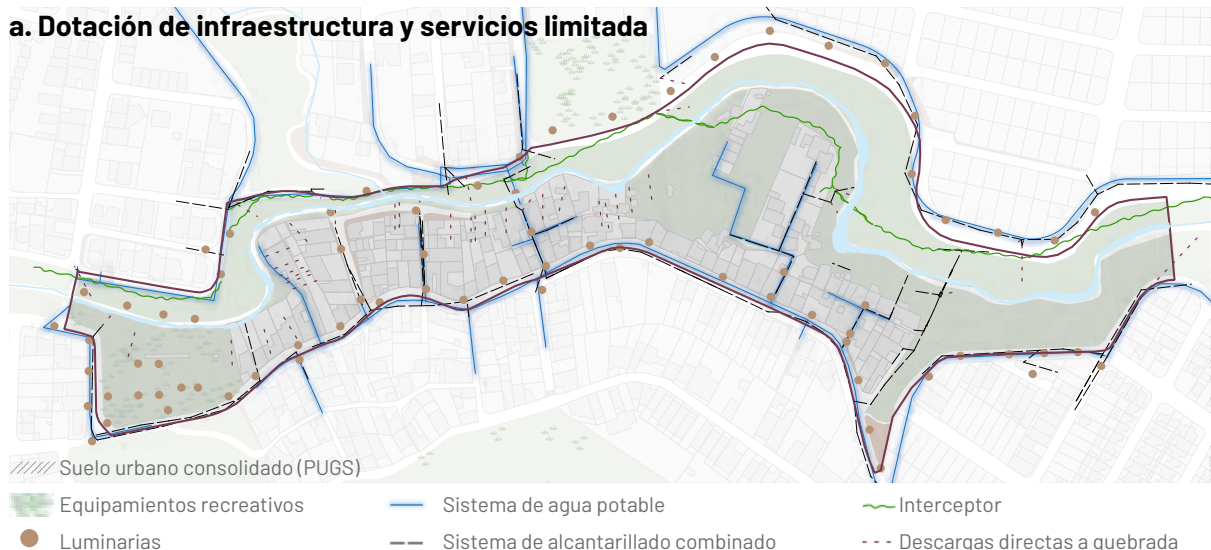 a. Dotación de infraestructura y servicios limitada
Suelo urbano consolidado (PUGS)
Equipamientos recreativos
Sistema de agua potable
Interceptor
Luminarias
Sistema de alcantarillado combinado
Descargas directas a quebrada